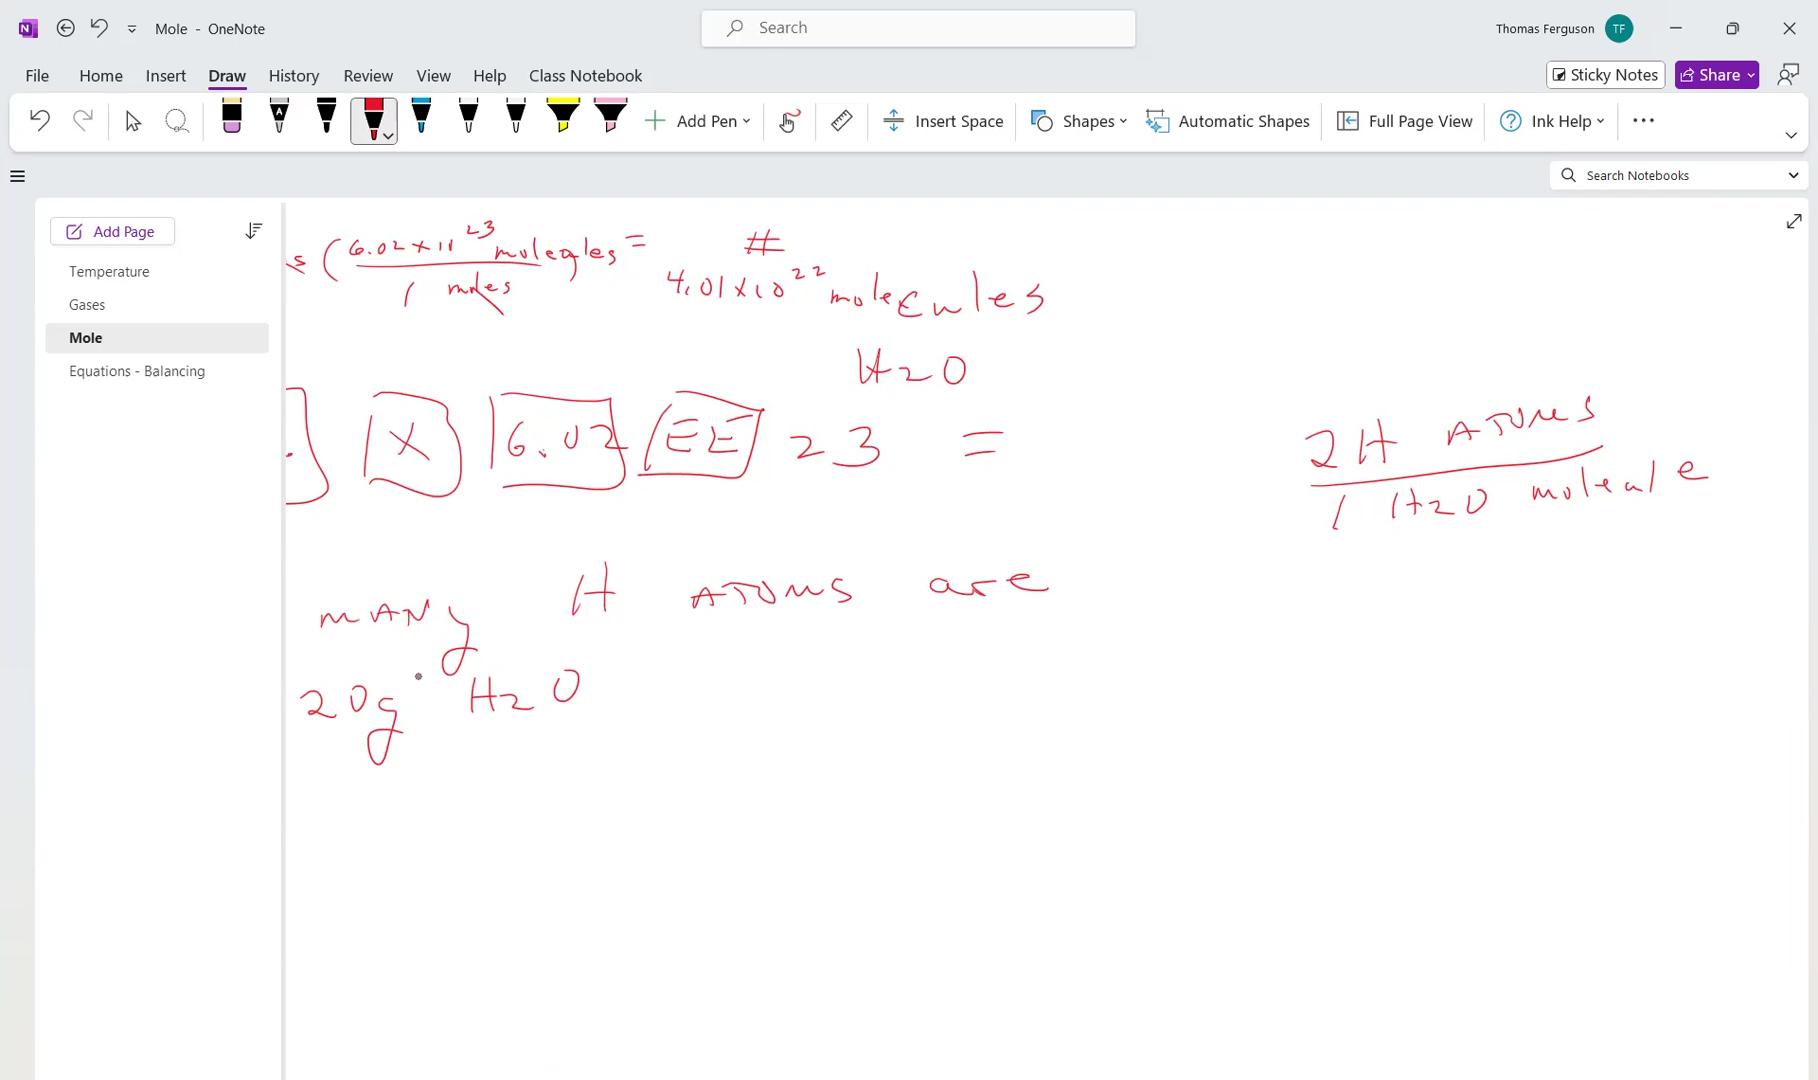 Mole - OneNote
Search
Thomas Ferguson TF
File Home Insert Draw History Review View Help Class Notebook
Sticky Notes
Share
Add Pen
Insert Space
Shapes
Automatic Shapes
Full Page View
Ink Help
Search Notebooks
Add Page
Temperature
Gases
Mole
Equations - Balancing
s (6.02 x 10 23 molecules =
1 moles
#
4.01 x 10 22 molecules
H2O
X 6.02 EE 23 =
2 H ATOMS
1 H2O molecule
MANY H ATOMS are
20g H2O